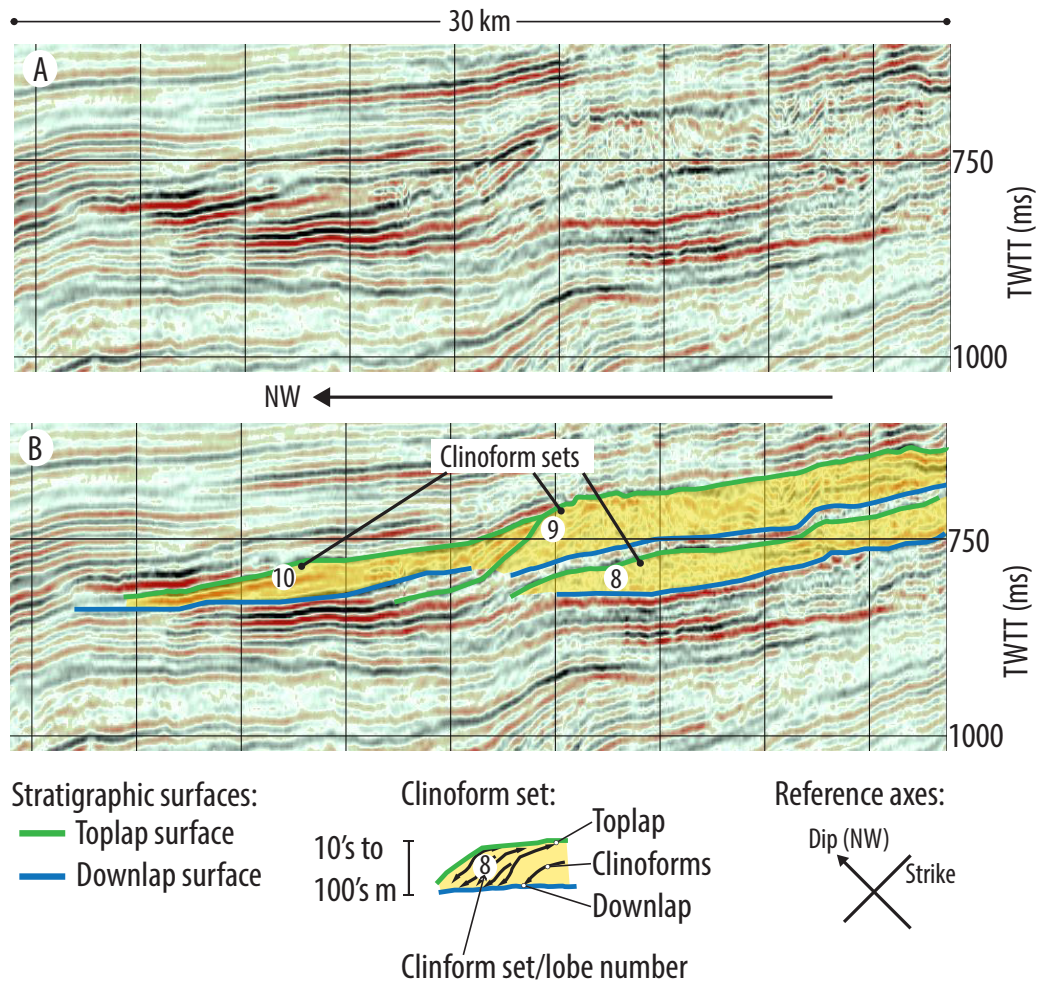 30 km
A
750
TWTT (ms)
1000
NW
B
Clinoform sets
9
750
10
8
TWTT (ms)
1000
Stratigraphic surfaces:
Toplap surface
Downlap surface
Clinoform set:
10's to
100's m
8
Toplap
Clinoforms
Downlap
Clinform set/lobe number
Reference axes:
Dip (NW)
Strike